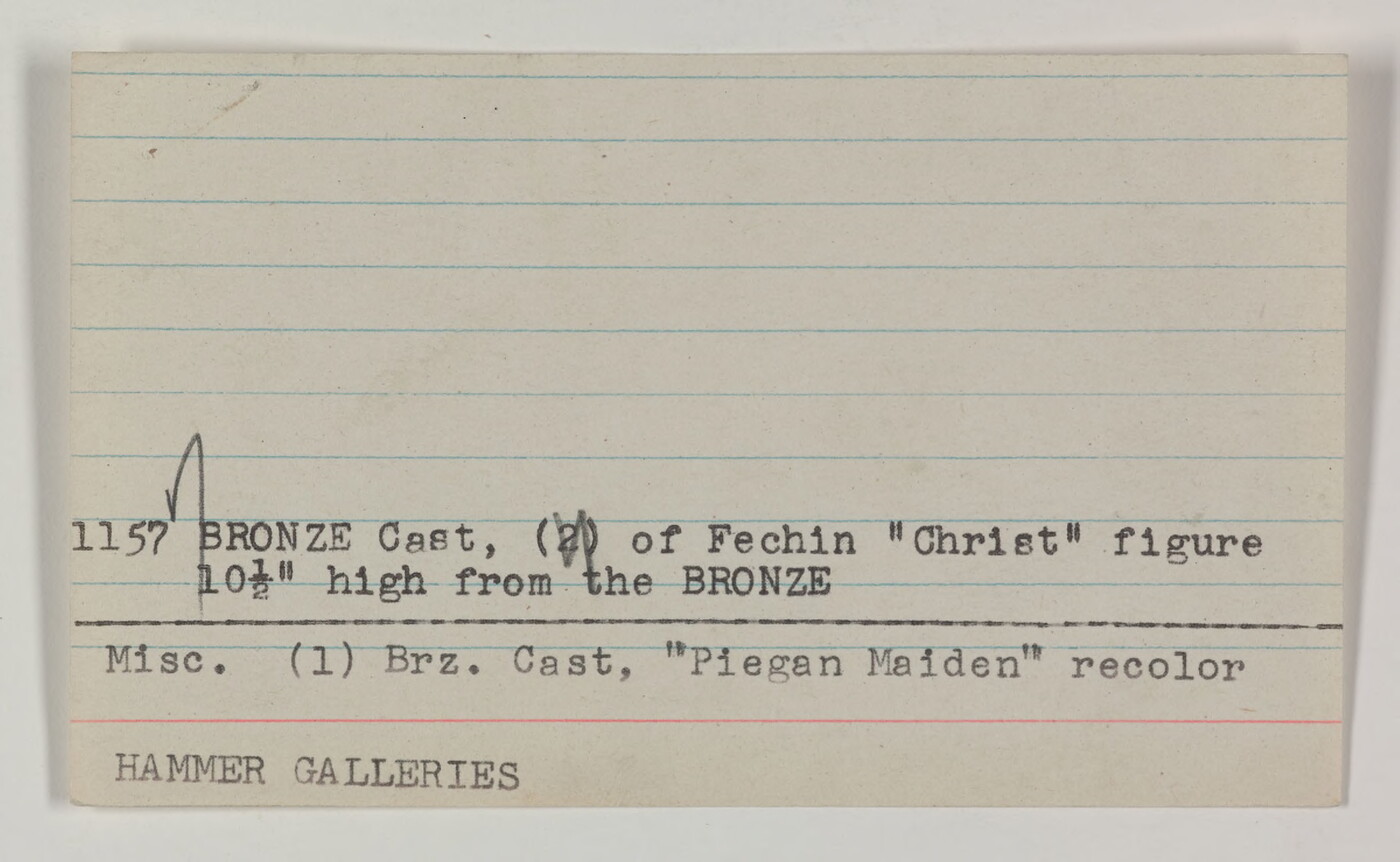 1157 BRONZE Cast, (2) of Fechin "Christ" figure
10½" high from the BRONZE
Misc. (1) Brz. Cast, "Piegan Maiden" recolor
HAMMER GALLERIES